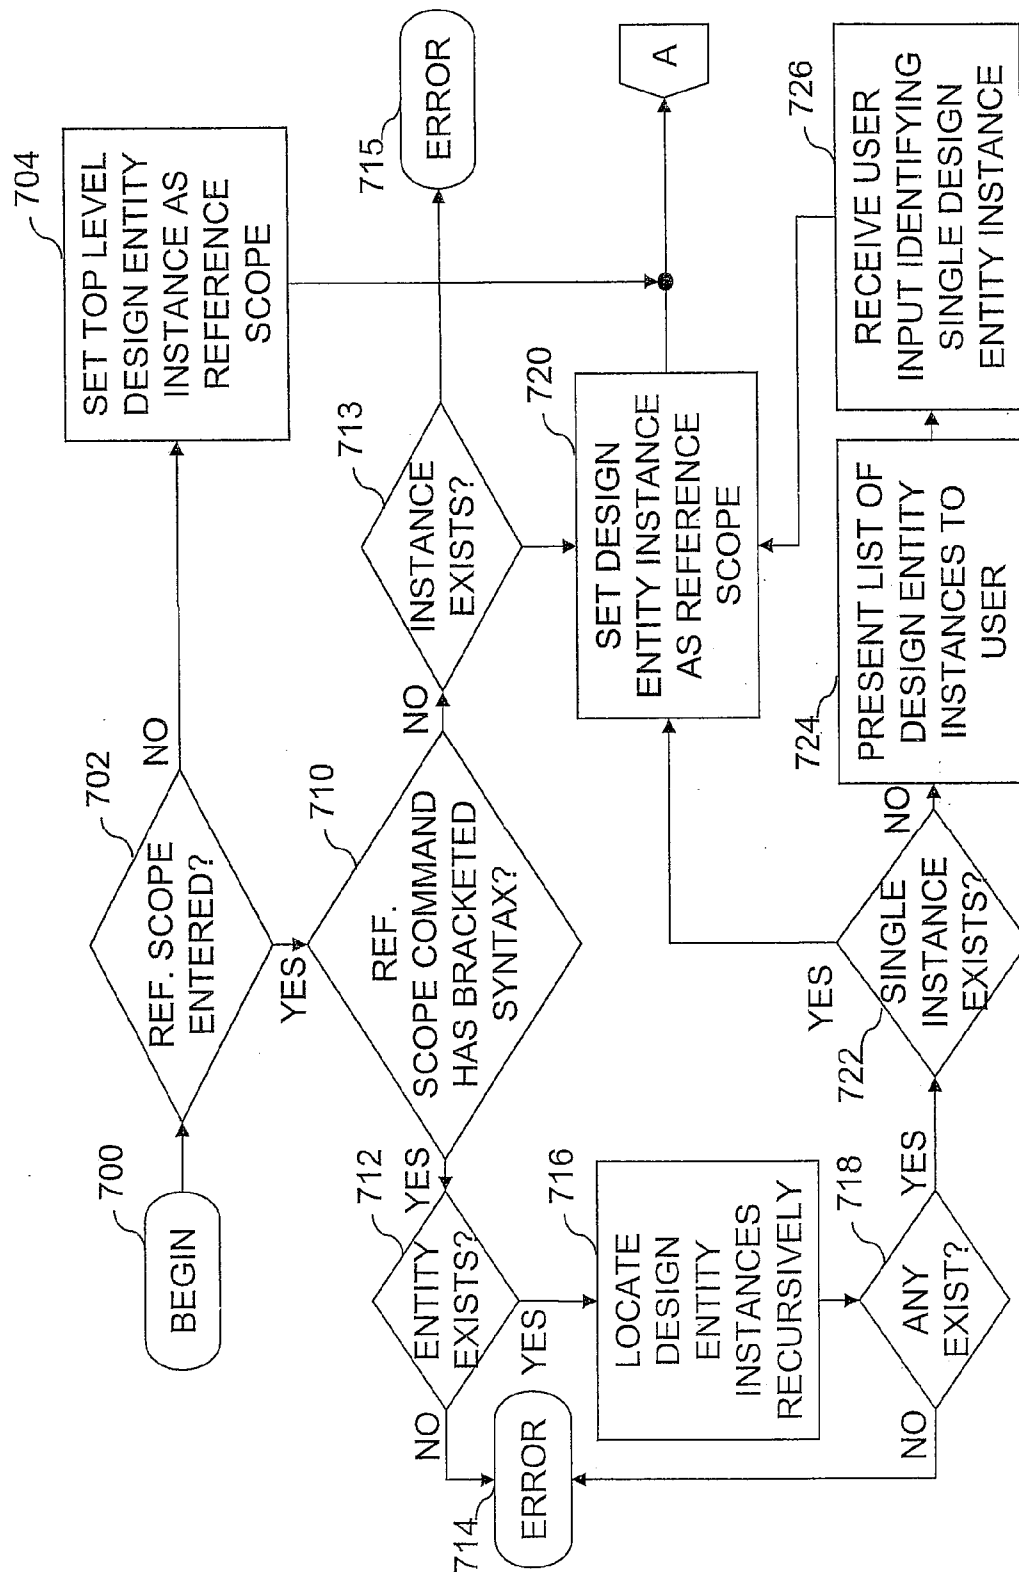 700
BEGIN
702
REF. SCOPE
ENTERED?
NO
YES
704
SET TOP LEVEL
DESIGN ENTITY
INSTANCE AS
REFERENCE
SCOPE
710
REF.
SCOPE COMMAND
HAS BRACKETED
SYNTAX?
YES
NO
712
ENTITY
EXISTS?
NO
YES
713
INSTANCE
EXISTS?
715
ERROR
714
ERROR
716
LOCATE
DESIGN
ENTITY
INSTANCES
RECURSIVELY
718
ANY
EXIST?
NO
YES
720
SET DESIGN
ENTITY INSTANCE
AS REFERENCE
SCOPE
A
722
SINGLE
INSTANCE
EXISTS?
YES
NO
724
PRESENT LIST OF
DESIGN ENTITY
INSTANCES TO
USER
726
RECEIVE USER
INPUT IDENTIFYING
SINGLE DESIGN
ENTITY INSTANCE